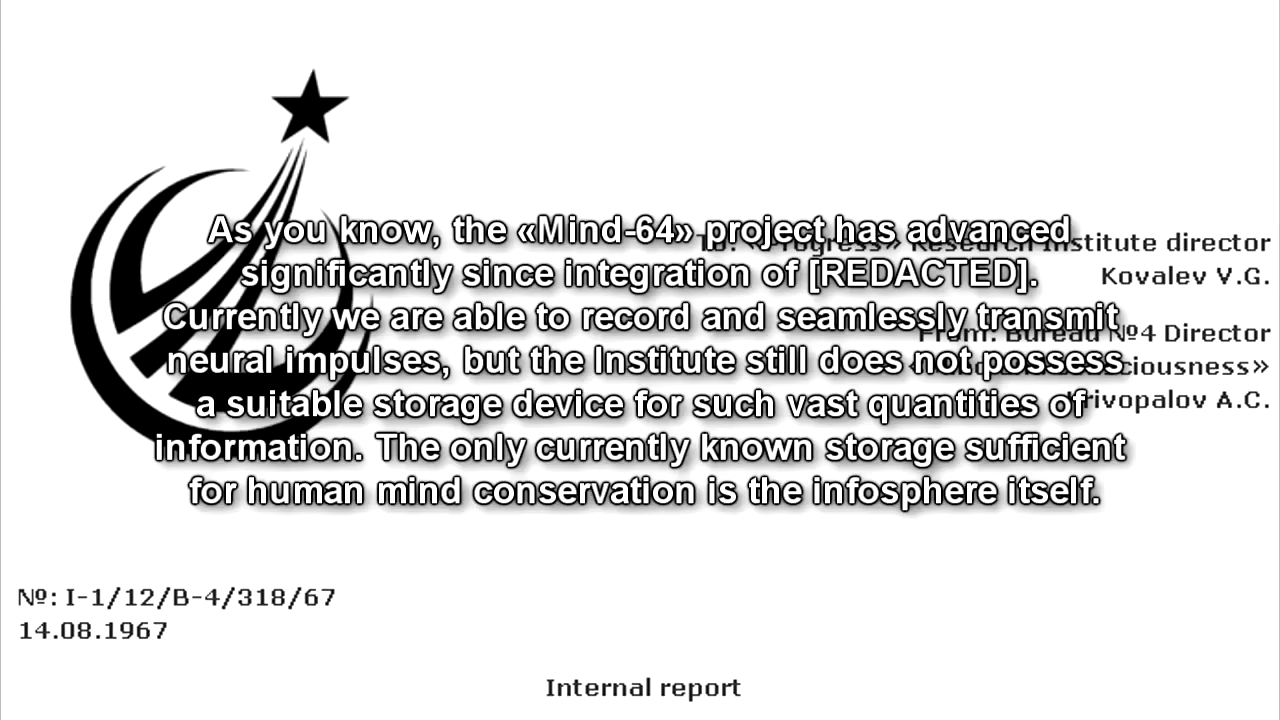 To: «Progress» Research Institute director
Kovalev V.G.
From: Bureau №4 Director
A.C.
As you know, the «Mind-64» project has advanced
significantly since integration of [REDACTED].
Currently we are able to record and seamlessly transmit
neural impulses, but the Institute still does not possess
a suitable storage device for such vast quantities of
information. The only currently known storage sufficient
for human mind conservation is the infosphere itself.
№: I-1/12/B-4/318/67
14.08.1967
Internal report